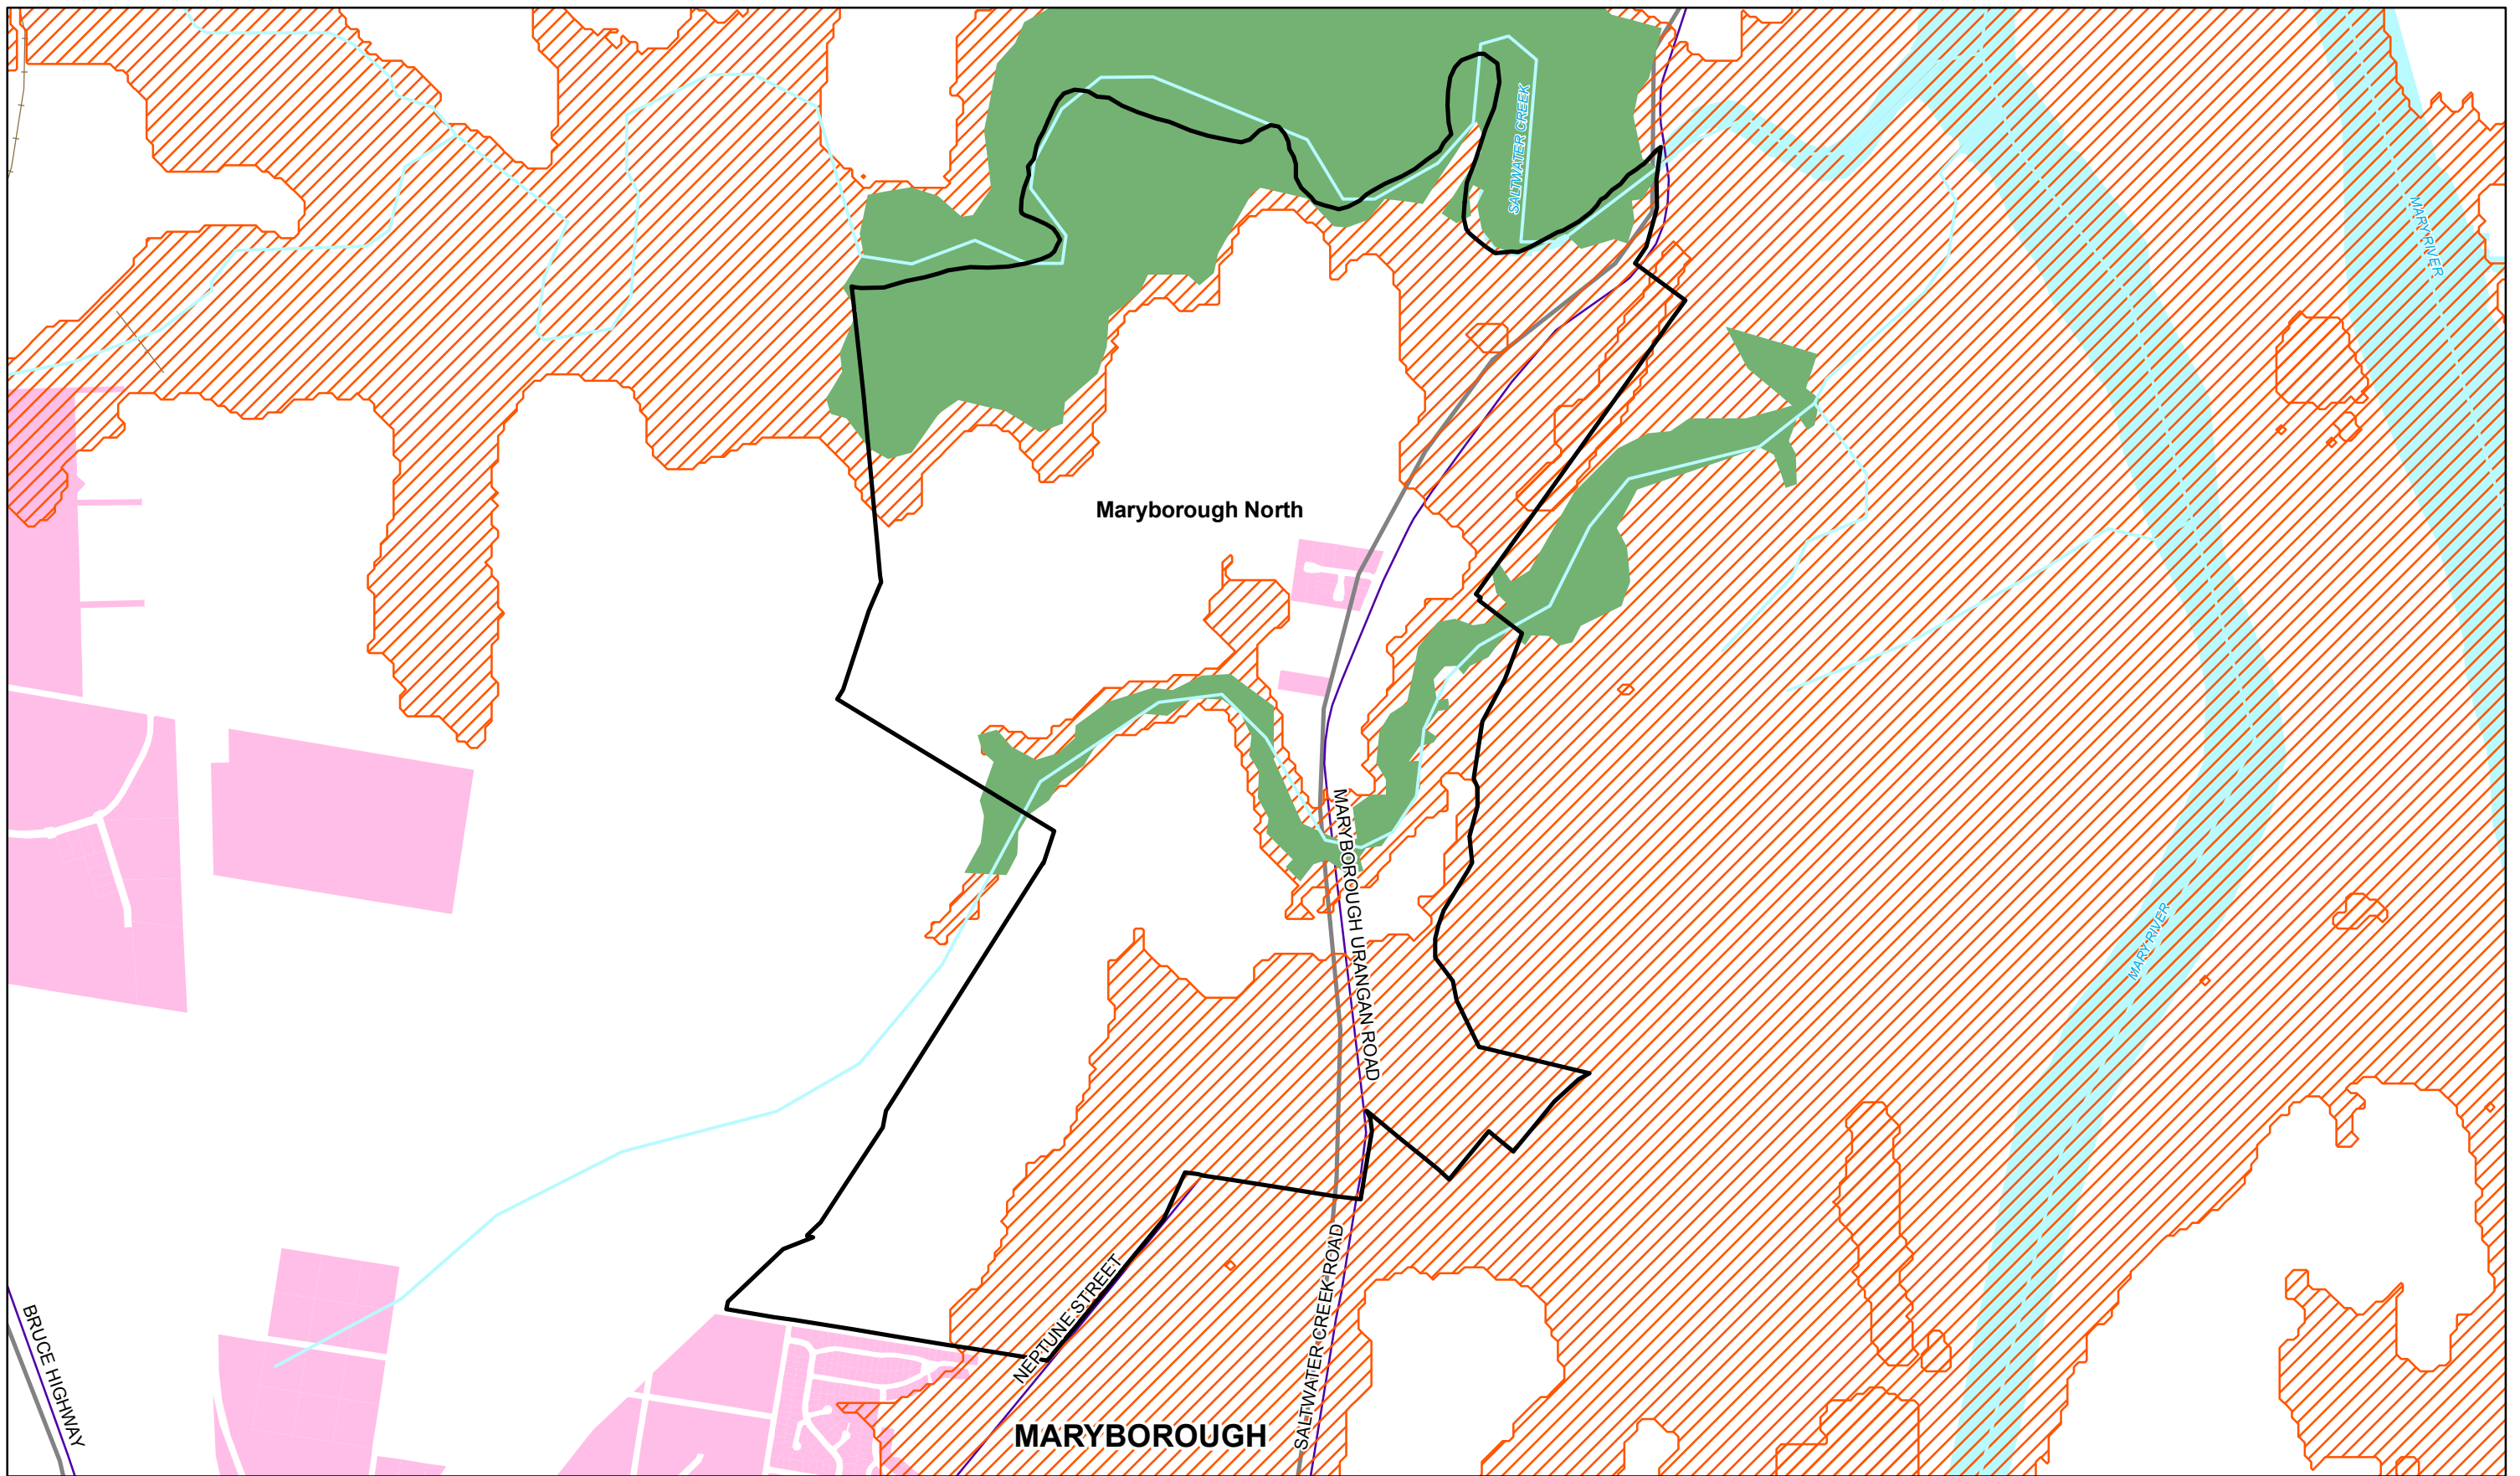 SALTWATER CREEK
MARY RIVER
Maryborough North
MARYBOROUGH URANGAN ROAD
MARY RIVER
NEPTUNE STREET
SALTWATER CREEK ROAD
BRUCE HIGHWAY
MARYBOROUGH